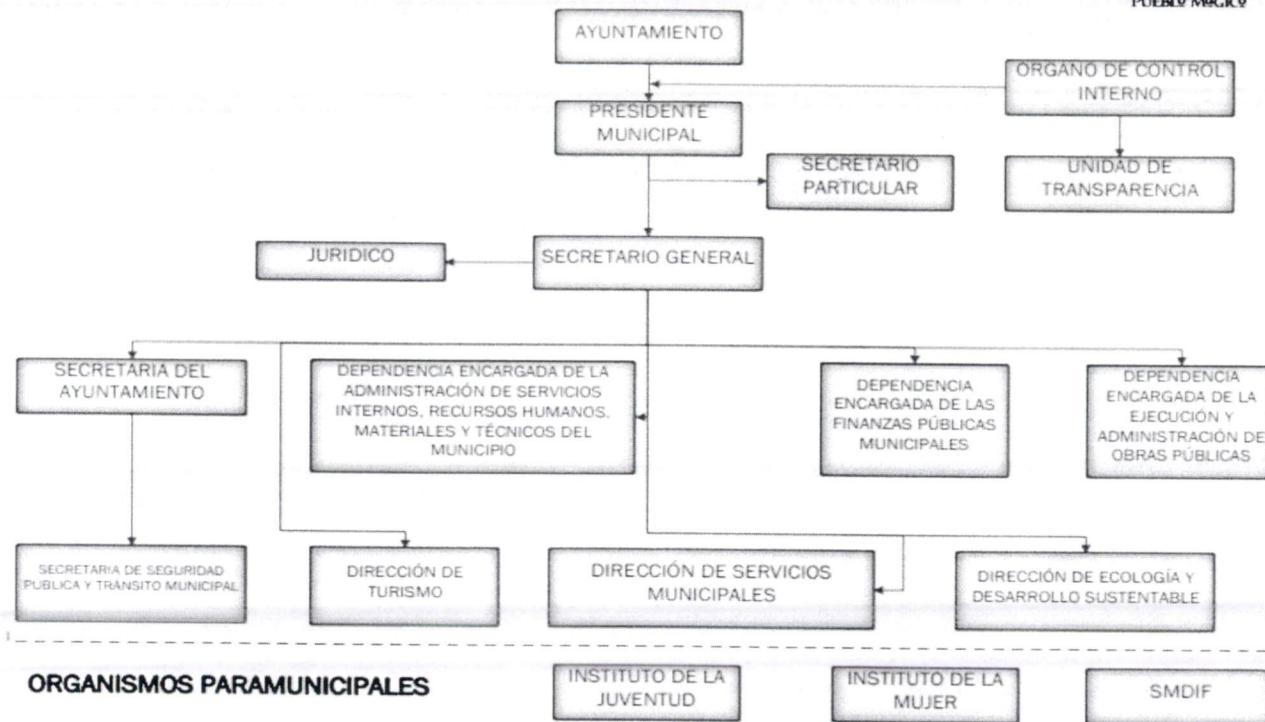 PUEBLO MÁGICO
AYUNTAMIENTO
ORGANO DE CONTROL
INTERNO
PRESIDENTE
MUNICIPAL
SECRETARIO
PARTICULAR
UNIDAD DE
TRANSPARENCIA
JURIDICO
SECRETARIO GENERAL
SECRETARIA DEL
AYUNTAMIENTO
DEPENDENCIA ENCARGADA DE LA
ADMINISTRACIÓN DE SERVICIOS
INTERNOS, RECURSOS HUMANOS,
MATERIALES Y TÉCNICOS DEL
MUNICIPIO
DEPENDENCIA
ENCARGADA DE LAS
FINANZAS PÚBLICAS
MUNICIPALES
DEPENDENCIA
ENCARGADA DE LA
EJECUCIÓN Y
ADMINISTRACIÓN DE
OBRAS PÚBLICAS
SECRETARIA DE SEGURIDAD
PUBLICA Y TRÁNSITO MUNICIPAL
DIRECCIÓN DE
TURISMO
DIRECCIÓN DE SERVICIOS
MUNICIPALES
DIRECCIÓN DE ECOLOGÍA Y
DESARROLLO SUSTENTABLE
ORGANISMOS PARAMUNICIPALES
INSTITUTO DE LA
JUVENTUD
INSTITUTO DE LA
MUJER
SMDIF